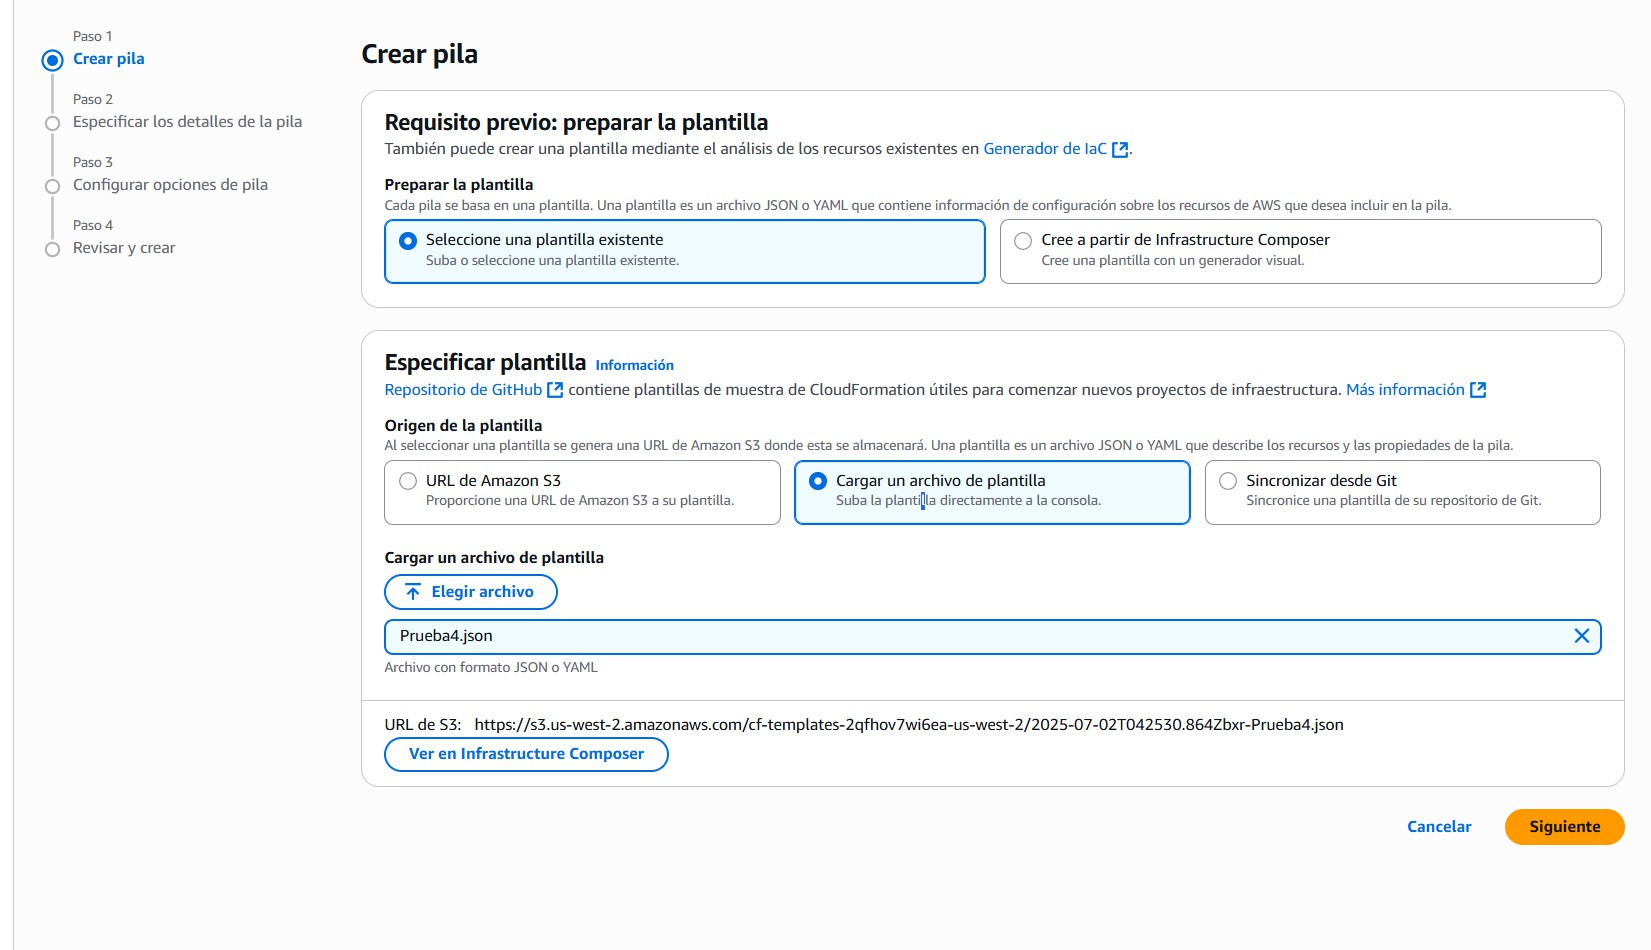 Paso 1
Crear pila
Paso 2
Especificar los detalles de la pila
Paso 3
Configurar opciones de pila
Paso 4
Revisar y crear
Crear pila
Requisito previo: preparar la plantilla
También puede crear una plantilla mediante el análisis de los recursos existentes en Generador de IaC.
Preparar la plantilla
Cada pila se basa en una plantilla. Una plantilla es un archivo JSON o YAML que contiene información de configuración sobre los recursos de AWS que desea incluir en la pila.
Seleccione una plantilla existente
Suba o seleccione una plantilla existente.
Cree a partir de Infrastructure Composer
Cree una plantilla con un generador visual.
Especificar plantilla Información
Repositorio de GitHub contiene plantillas de muestra de CloudFormation útiles para comenzar nuevos proyectos de infraestructura. Más información
Origen de la plantilla
Al seleccionar una plantilla se genera una URL de Amazon S3 donde esta se almacenará. Una plantilla es un archivo JSON o YAML que describe los recursos y las propiedades de la pila.
URL de Amazon S3
Proporcione una URL de Amazon S3 a su plantilla.
Cargar un archivo de plantilla
Suba la plantilla directamente a la consola.
Sincronizar desde Git
Sincronice una plantilla de su repositorio de Git.
Cargar un archivo de plantilla
Elegir archivo
Prueba4.json
Archivo con formato JSON o YAML
URL de S3: https://s3.us-west-2.amazonaws.com/cf-templates-2qfhov7wi6ea-us-west-2/2025-07-02T042530.864Zbxr-Prueba4.json
Ver en Infrastructure Composer
Cancelar
Siguiente